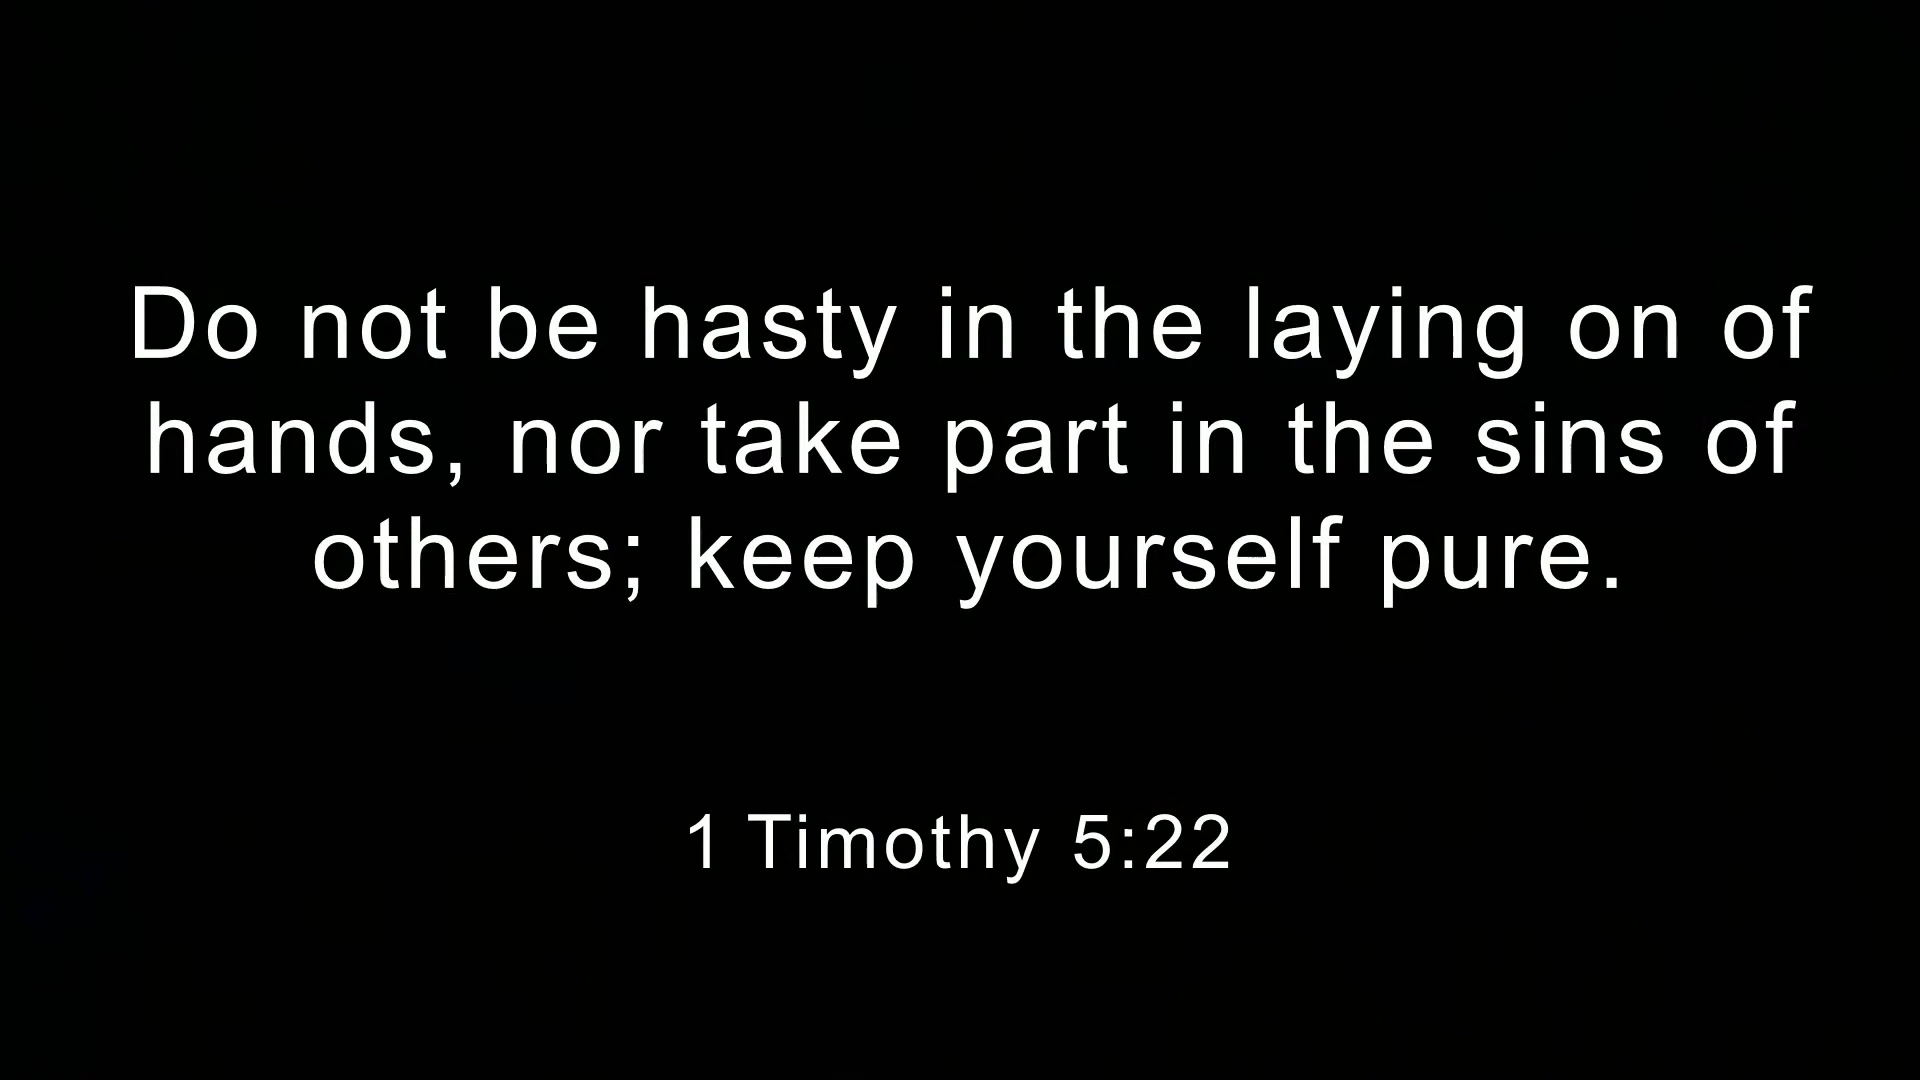 Do not be hasty in the laying on of
hands, nor take part in the sins of
others; keep yourself pure.
1 Timothy 5:22